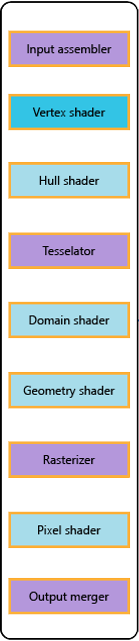 Input assembler
Vertex shader
Hull shader
Tesselator
Domain shader
Geometry shader
Rasterizer
Pixel shader
Output merger